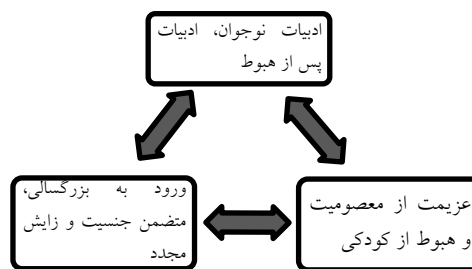 ادبیات نوجوان، ادبیات
پس از هبوط
عزیمت از معصومیت
و هبوط از کودکی
ورود به بزرگسالی،
متضمن جنسیت و زایش
مجدد